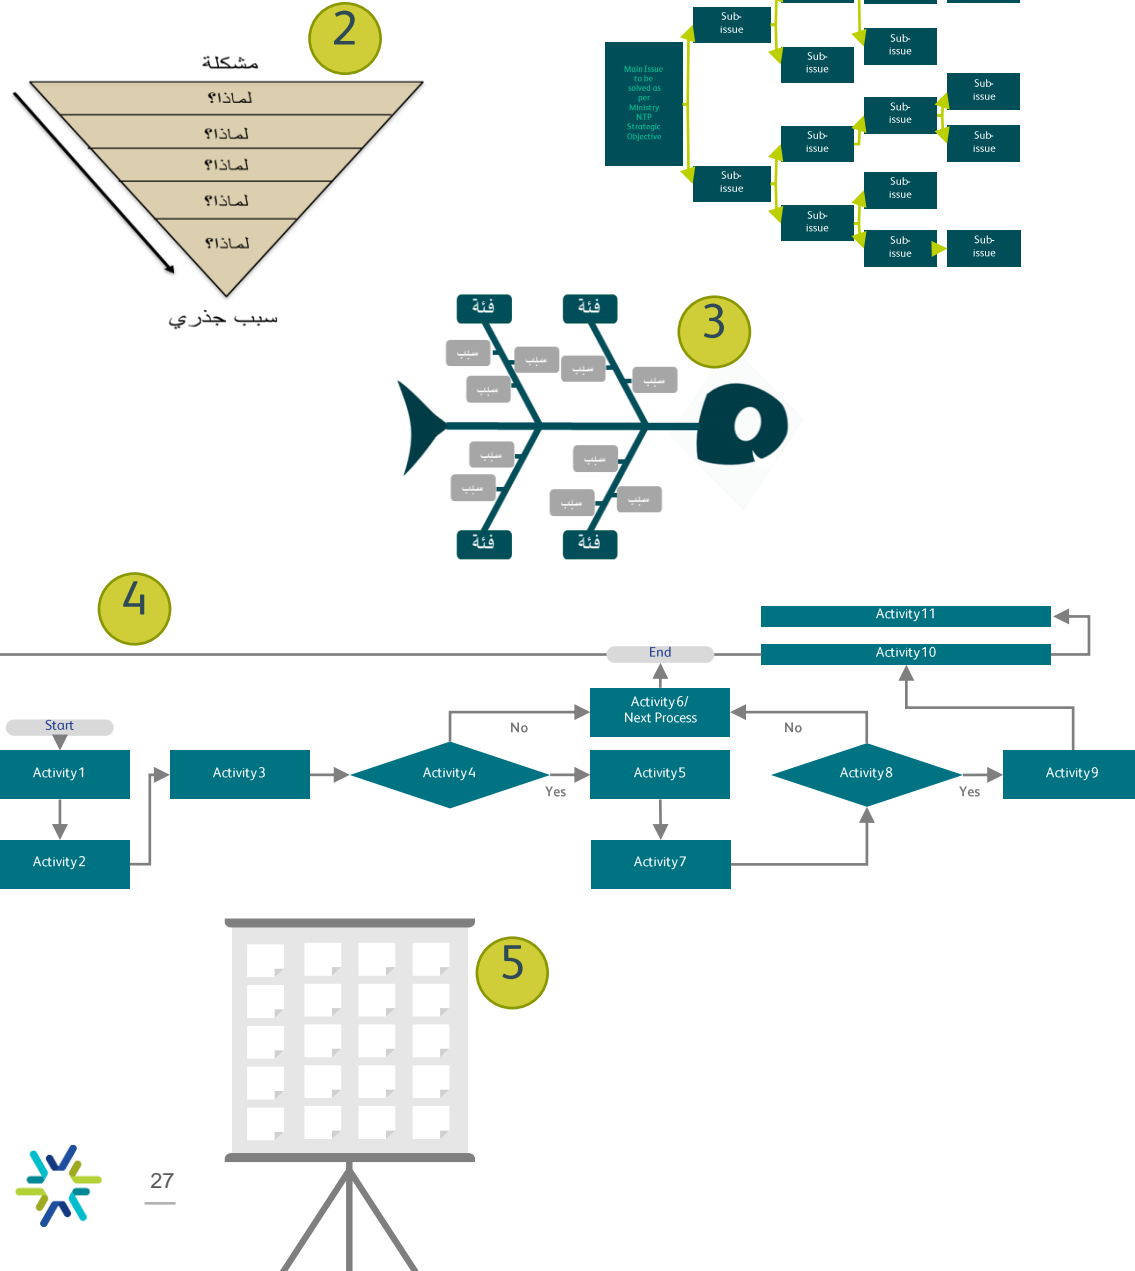 2
مشكلة
لماذا؟
لماذا؟
لماذا؟
لماذا؟
لماذا؟
سبب جذري
Main Issue
to be
solved as
per
Ministry
NTP
Strategic
Objective
Sub-
issue
Sub-
issue
Sub-
issue
Sub-
issue
Sub-
issue
Sub-
issue
Sub-
issue
Sub-
issue
Sub-
issue
Sub-
issue
Sub-
issue
Sub-
issue
Sub-
issue
3
فئة
فئة
سبب
سبب
سبب
سبب
سبب
سبب
سبب
سبب
سبب
سبب
فئة
فئة
4
Activity11
End
Activity10
Start
Activity6/
Next Process
No
No
Activity1
Activity3
Activity4
Yes
Activity5
Activity8
Yes
Activity9
Activity2
Activity7
5
27